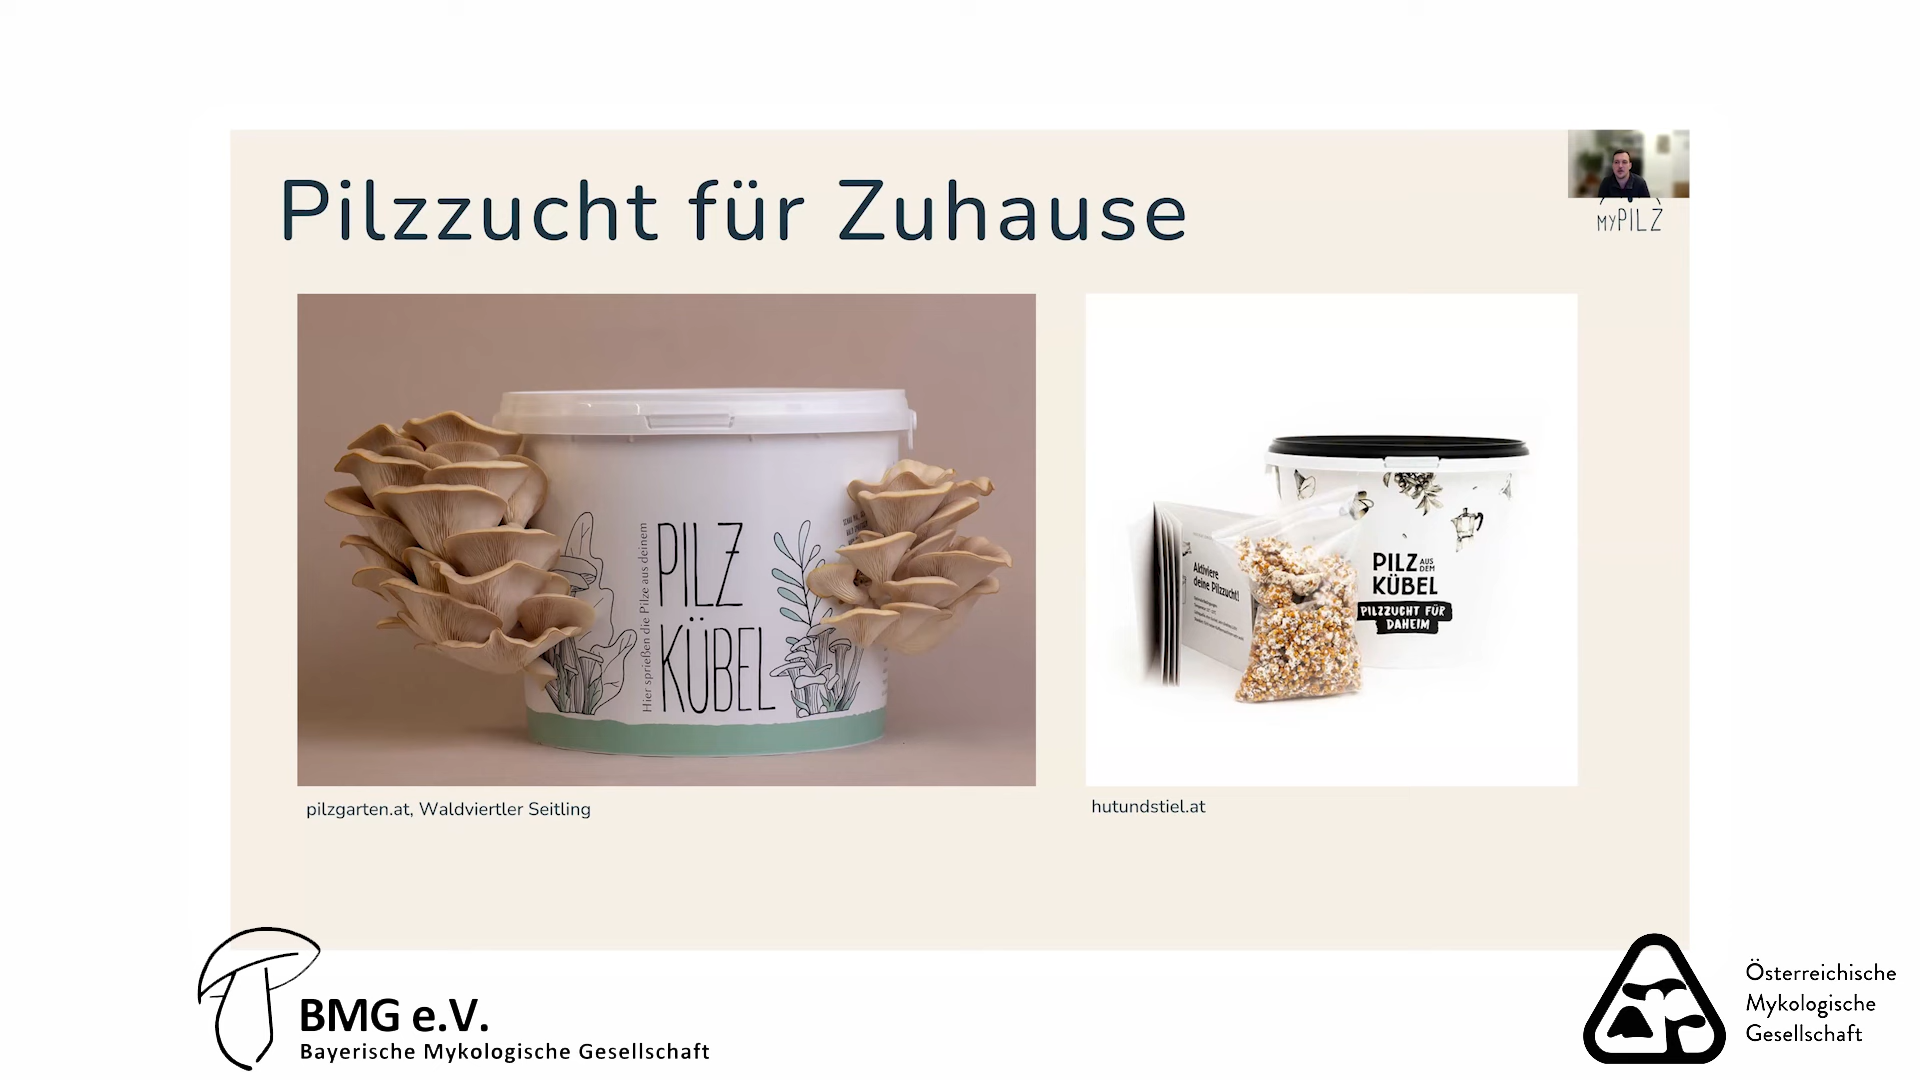 Pilzzucht für Zuhause
MYPILZ
Hier sprießen die Pilze aus deinem
PILZ
KÜBEL
Aktiviere
deine Pilzzucht!
PILZ AUS DEM
KÜBEL
PILZZUCHT FÜR
DAHEIM
pilzgarten.at, Waldviertler Seitling
hutundstiel.at
BMG e.V.
Bayerische Mykologische Gesellschaft
Österreichische
Mykologische
Gesellschaft